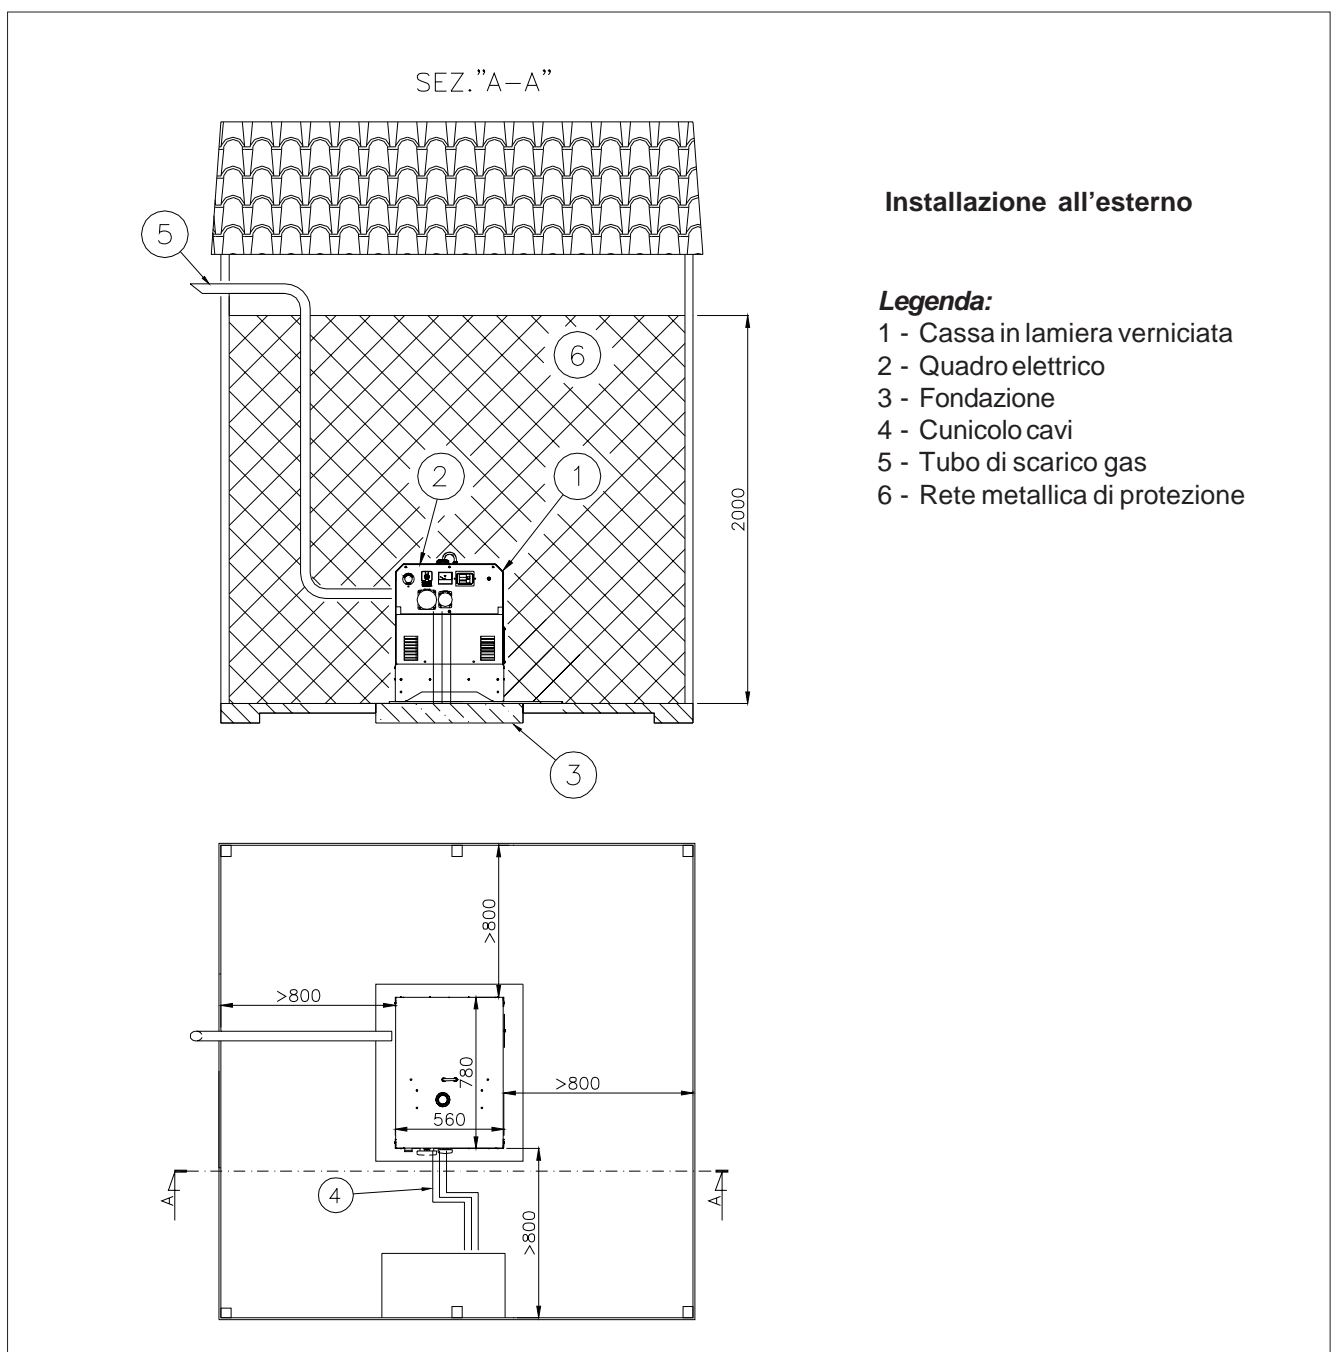 SEZ."A–A"
Installazione all'esterno
Legenda:
1 - Cassa in lamiera verniciata
2 - Quadro elettrico
3 - Fondazione
4 - Cunicolo cavi
5 - Tubo di scarico gas
6 - Rete metallica di protezione
5
6
2
1
2000
3
>800
>800
780
>800
560
A
4
A
>800